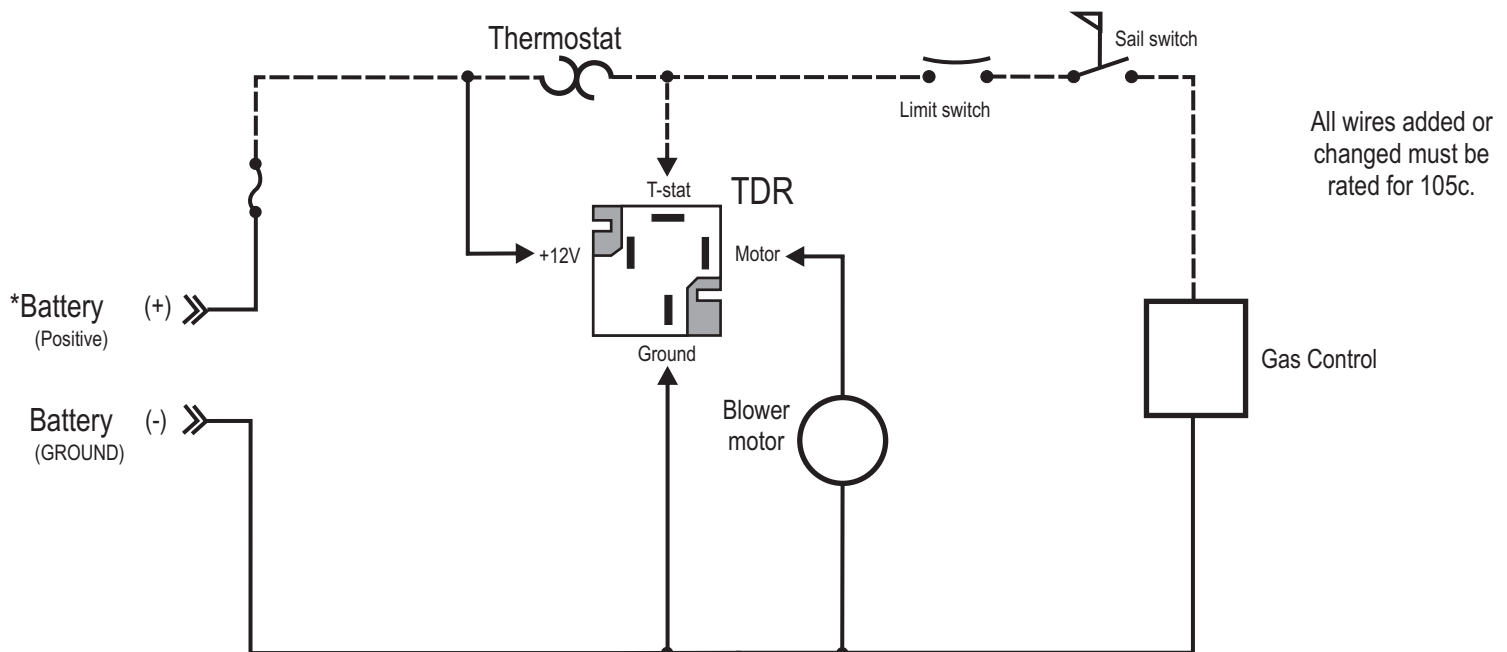 Thermostat
Sail switch
Limit switch
All wires added or
changed must be
rated for 105c.
T-stat
TDR
+12V
Motor
*Battery (+)
(Positive)
Ground
Gas Control
Battery (-)
(GROUND)
Blower
motor